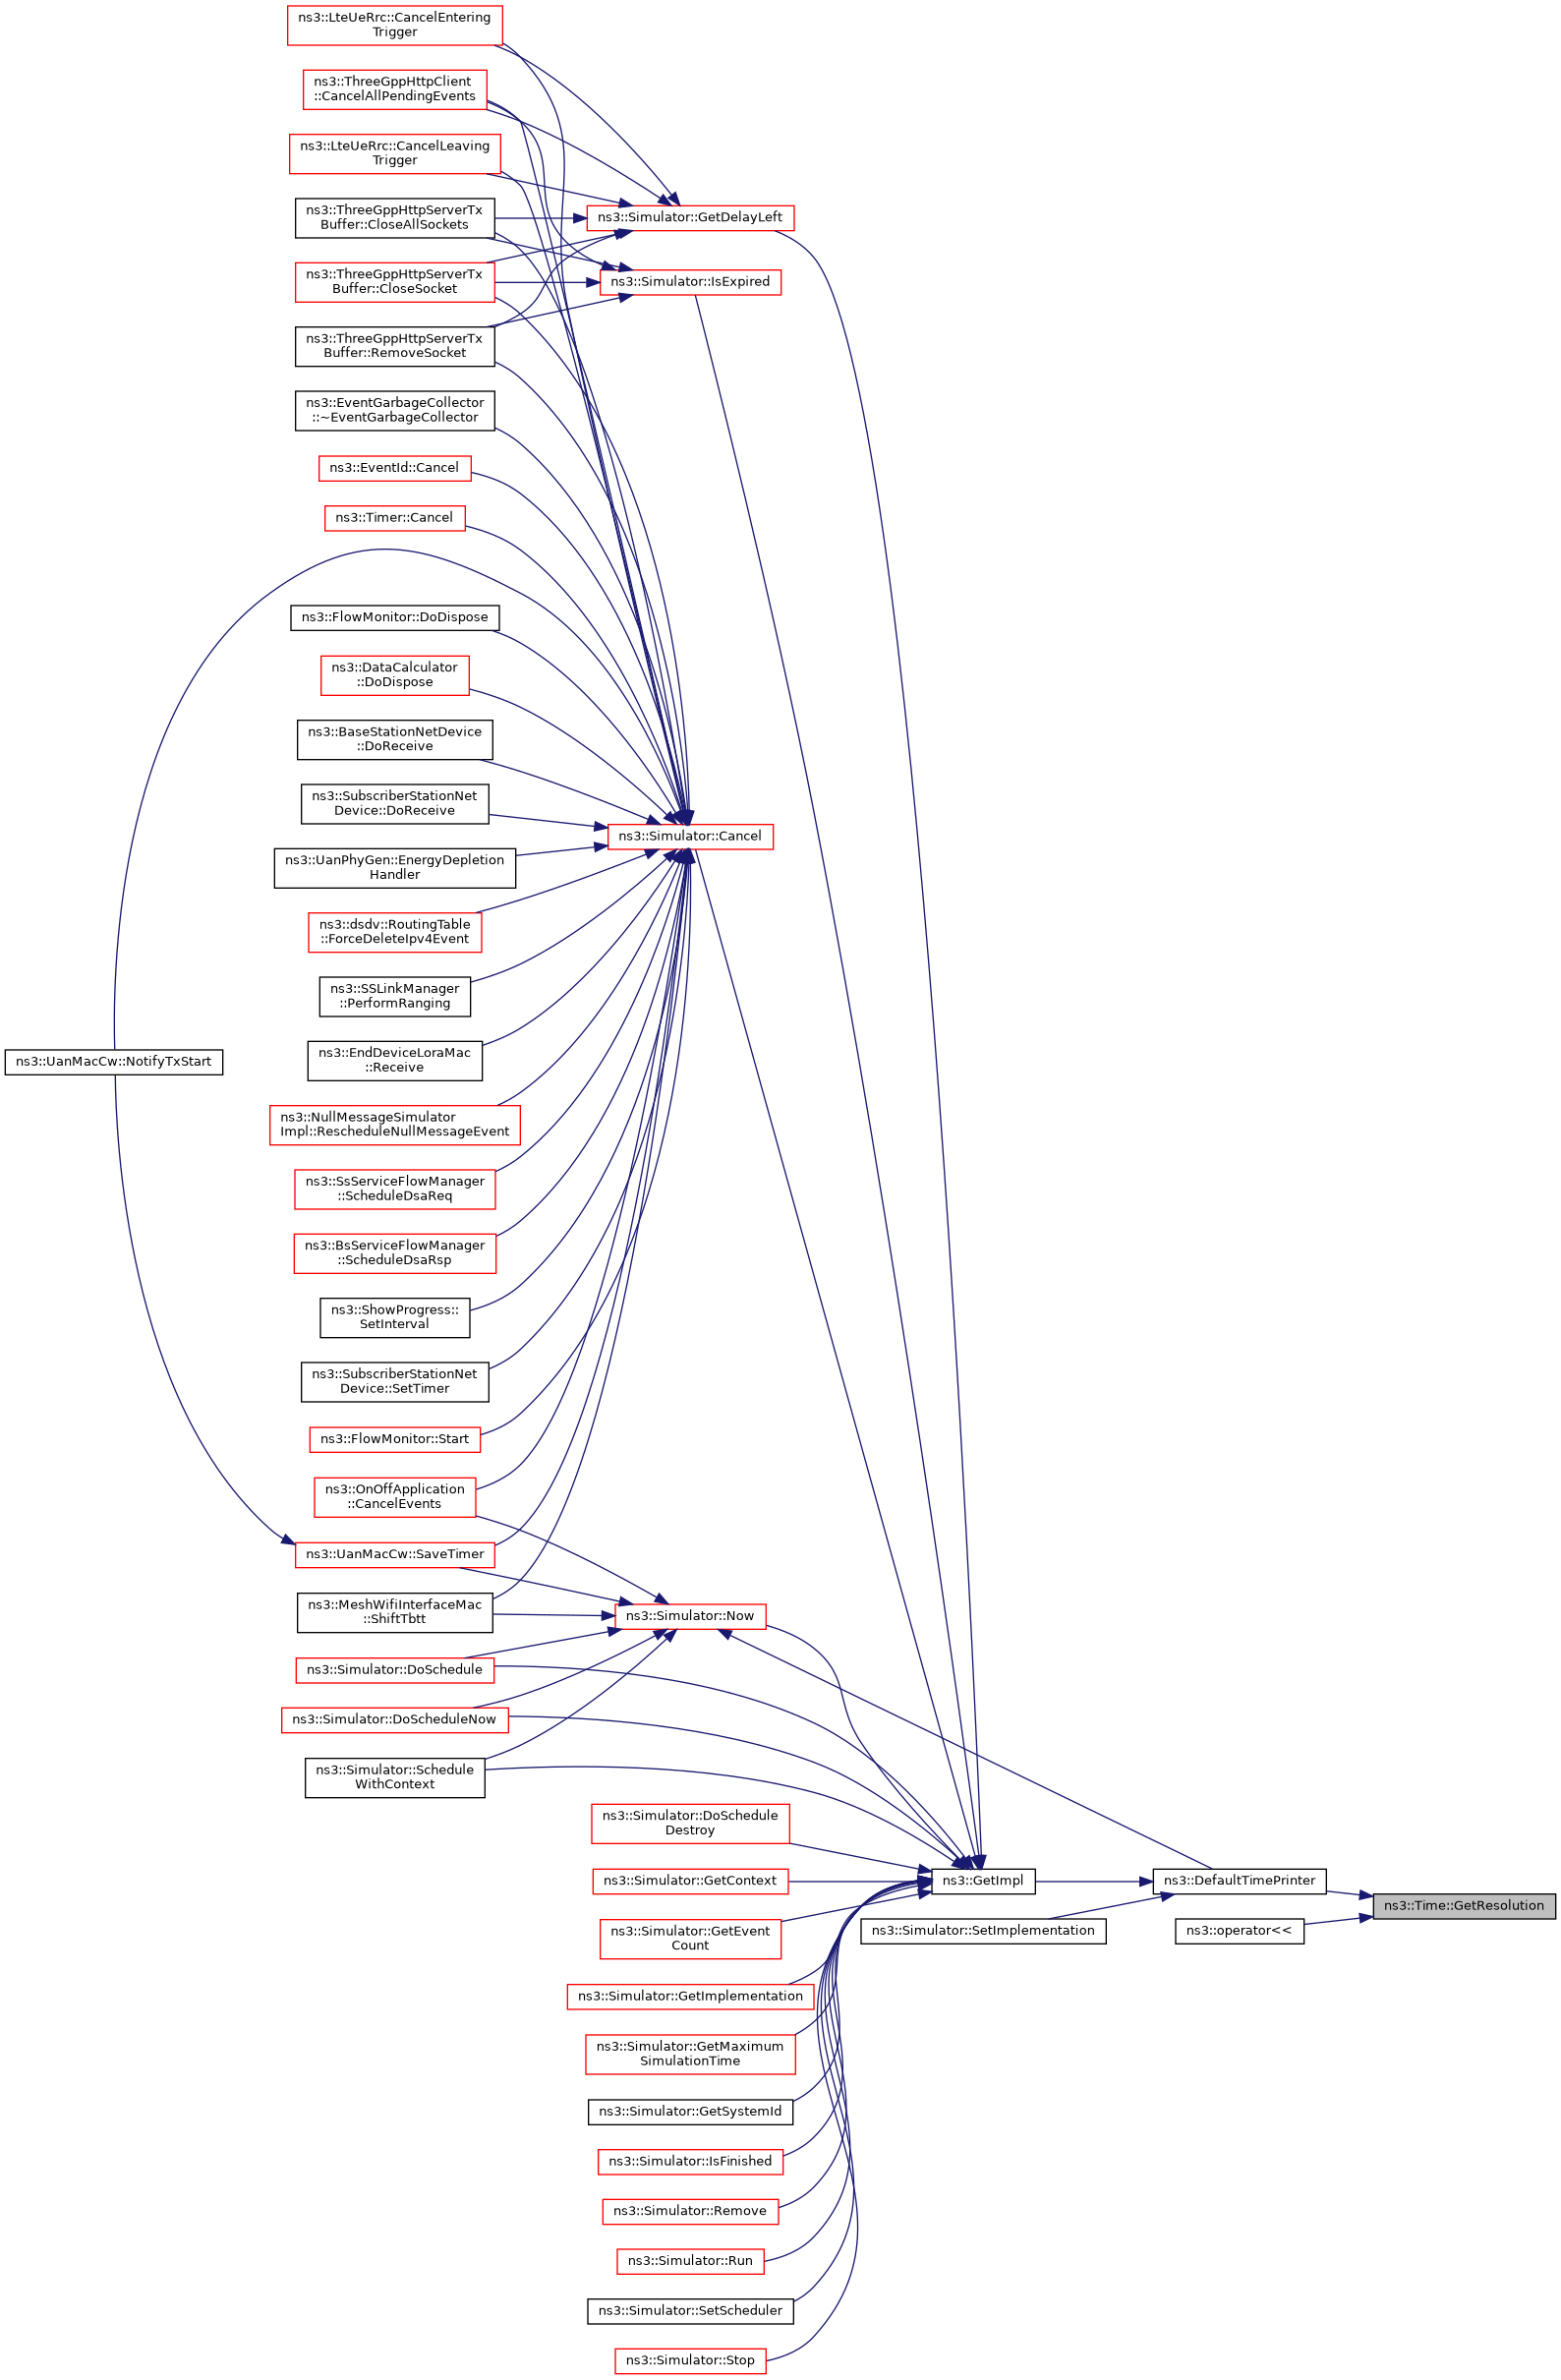 ns3::LteUeRrc::CancelEntering
Trigger
ns3::ThreeGppHttpClient
::CancelAllPendingEvents
ns3::LteUeRrc::CancelLeaving
Trigger
ns3::ThreeGppHttpServerTx
Buffer::CloseAllSockets
ns3::Simulator::GetDelayLeft
ns3::ThreeGppHttpServerTx
Buffer::CloseSocket
ns3::Simulator::IsExpired
ns3::ThreeGppHttpServerTx
Buffer::RemoveSocket
ns3::EventGarbageCollector
::~EventGarbageCollector
ns3::EventId::Cancel
ns3::Timer::Cancel
ns3::FlowMonitor::DoDispose
ns3::DataCalculator
::DoDispose
ns3::BaseStationNetDevice
::DoReceive
ns3::SubscriberStationNet
Device::DoReceive
ns3::Simulator::Cancel
ns3::UanPhyGen::EnergyDepletion
Handler
ns3::dsdv::RoutingTable
::ForceDeleteIpv4Event
ns3::SSLinkManager
::PerformRanging
ns3::EndDeviceLoraMac
::Receive
ns3::UanMacCw::NotifyTxStart
ns3::NullMessageSimulator
Impl::RescheduleNullMessageEvent
ns3::SsServiceFlowManager
::ScheduleDsaReq
ns3::BsServiceFlowManager
::ScheduleDsaRsp
ns3::ShowProgress::
SetInterval
ns3::SubscriberStationNet
Device::SetTimer
ns3::FlowMonitor::Start
ns3::OnOffApplication
::CancelEvents
ns3::UanMacCw::SaveTimer
ns3::MeshWifiInterfaceMac
::ShiftTbtt
ns3::Simulator::Now
ns3::Simulator::DoSchedule
ns3::Simulator::DoScheduleNow
ns3::Simulator::Schedule
WithContext
ns3::Simulator::DoSchedule
Destroy
ns3::Simulator::GetContext
ns3::GetImpl
ns3::DefaultTimePrinter
ns3::Time::GetResolution
ns3::Simulator::GetEvent
Count
ns3::Simulator::SetImplementation
ns3::operator<<
ns3::Simulator::GetImplementation
ns3::Simulator::GetMaximum
SimulationTime
ns3::Simulator::GetSystemId
ns3::Simulator::IsFinished
ns3::Simulator::Remove
ns3::Simulator::Run
ns3::Simulator::SetScheduler
ns3::Simulator::Stop